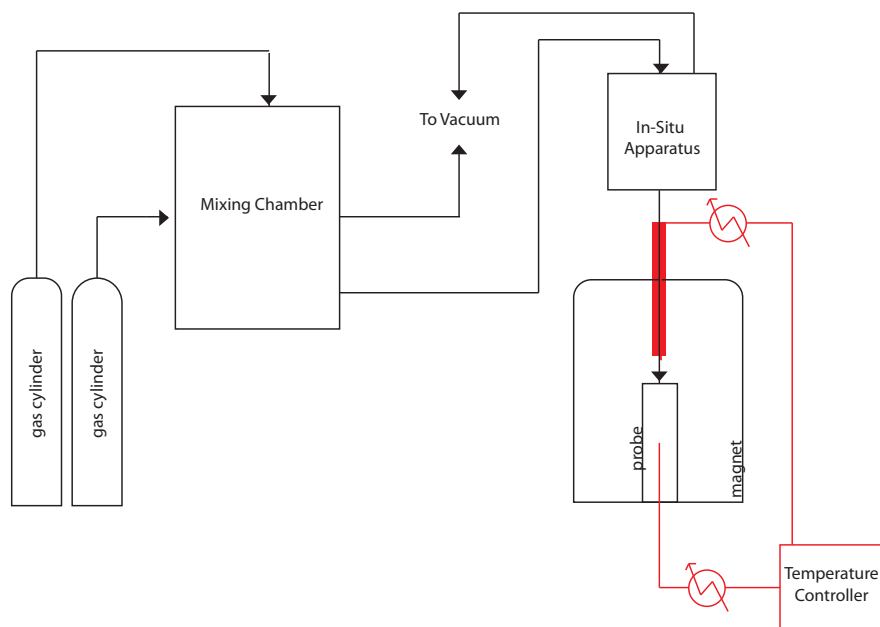 To Vacuum
In-Situ
Apparatus
Mixing Chamber
gas cylinder
gas cylinder
probe
magnet
Temperature
Controller